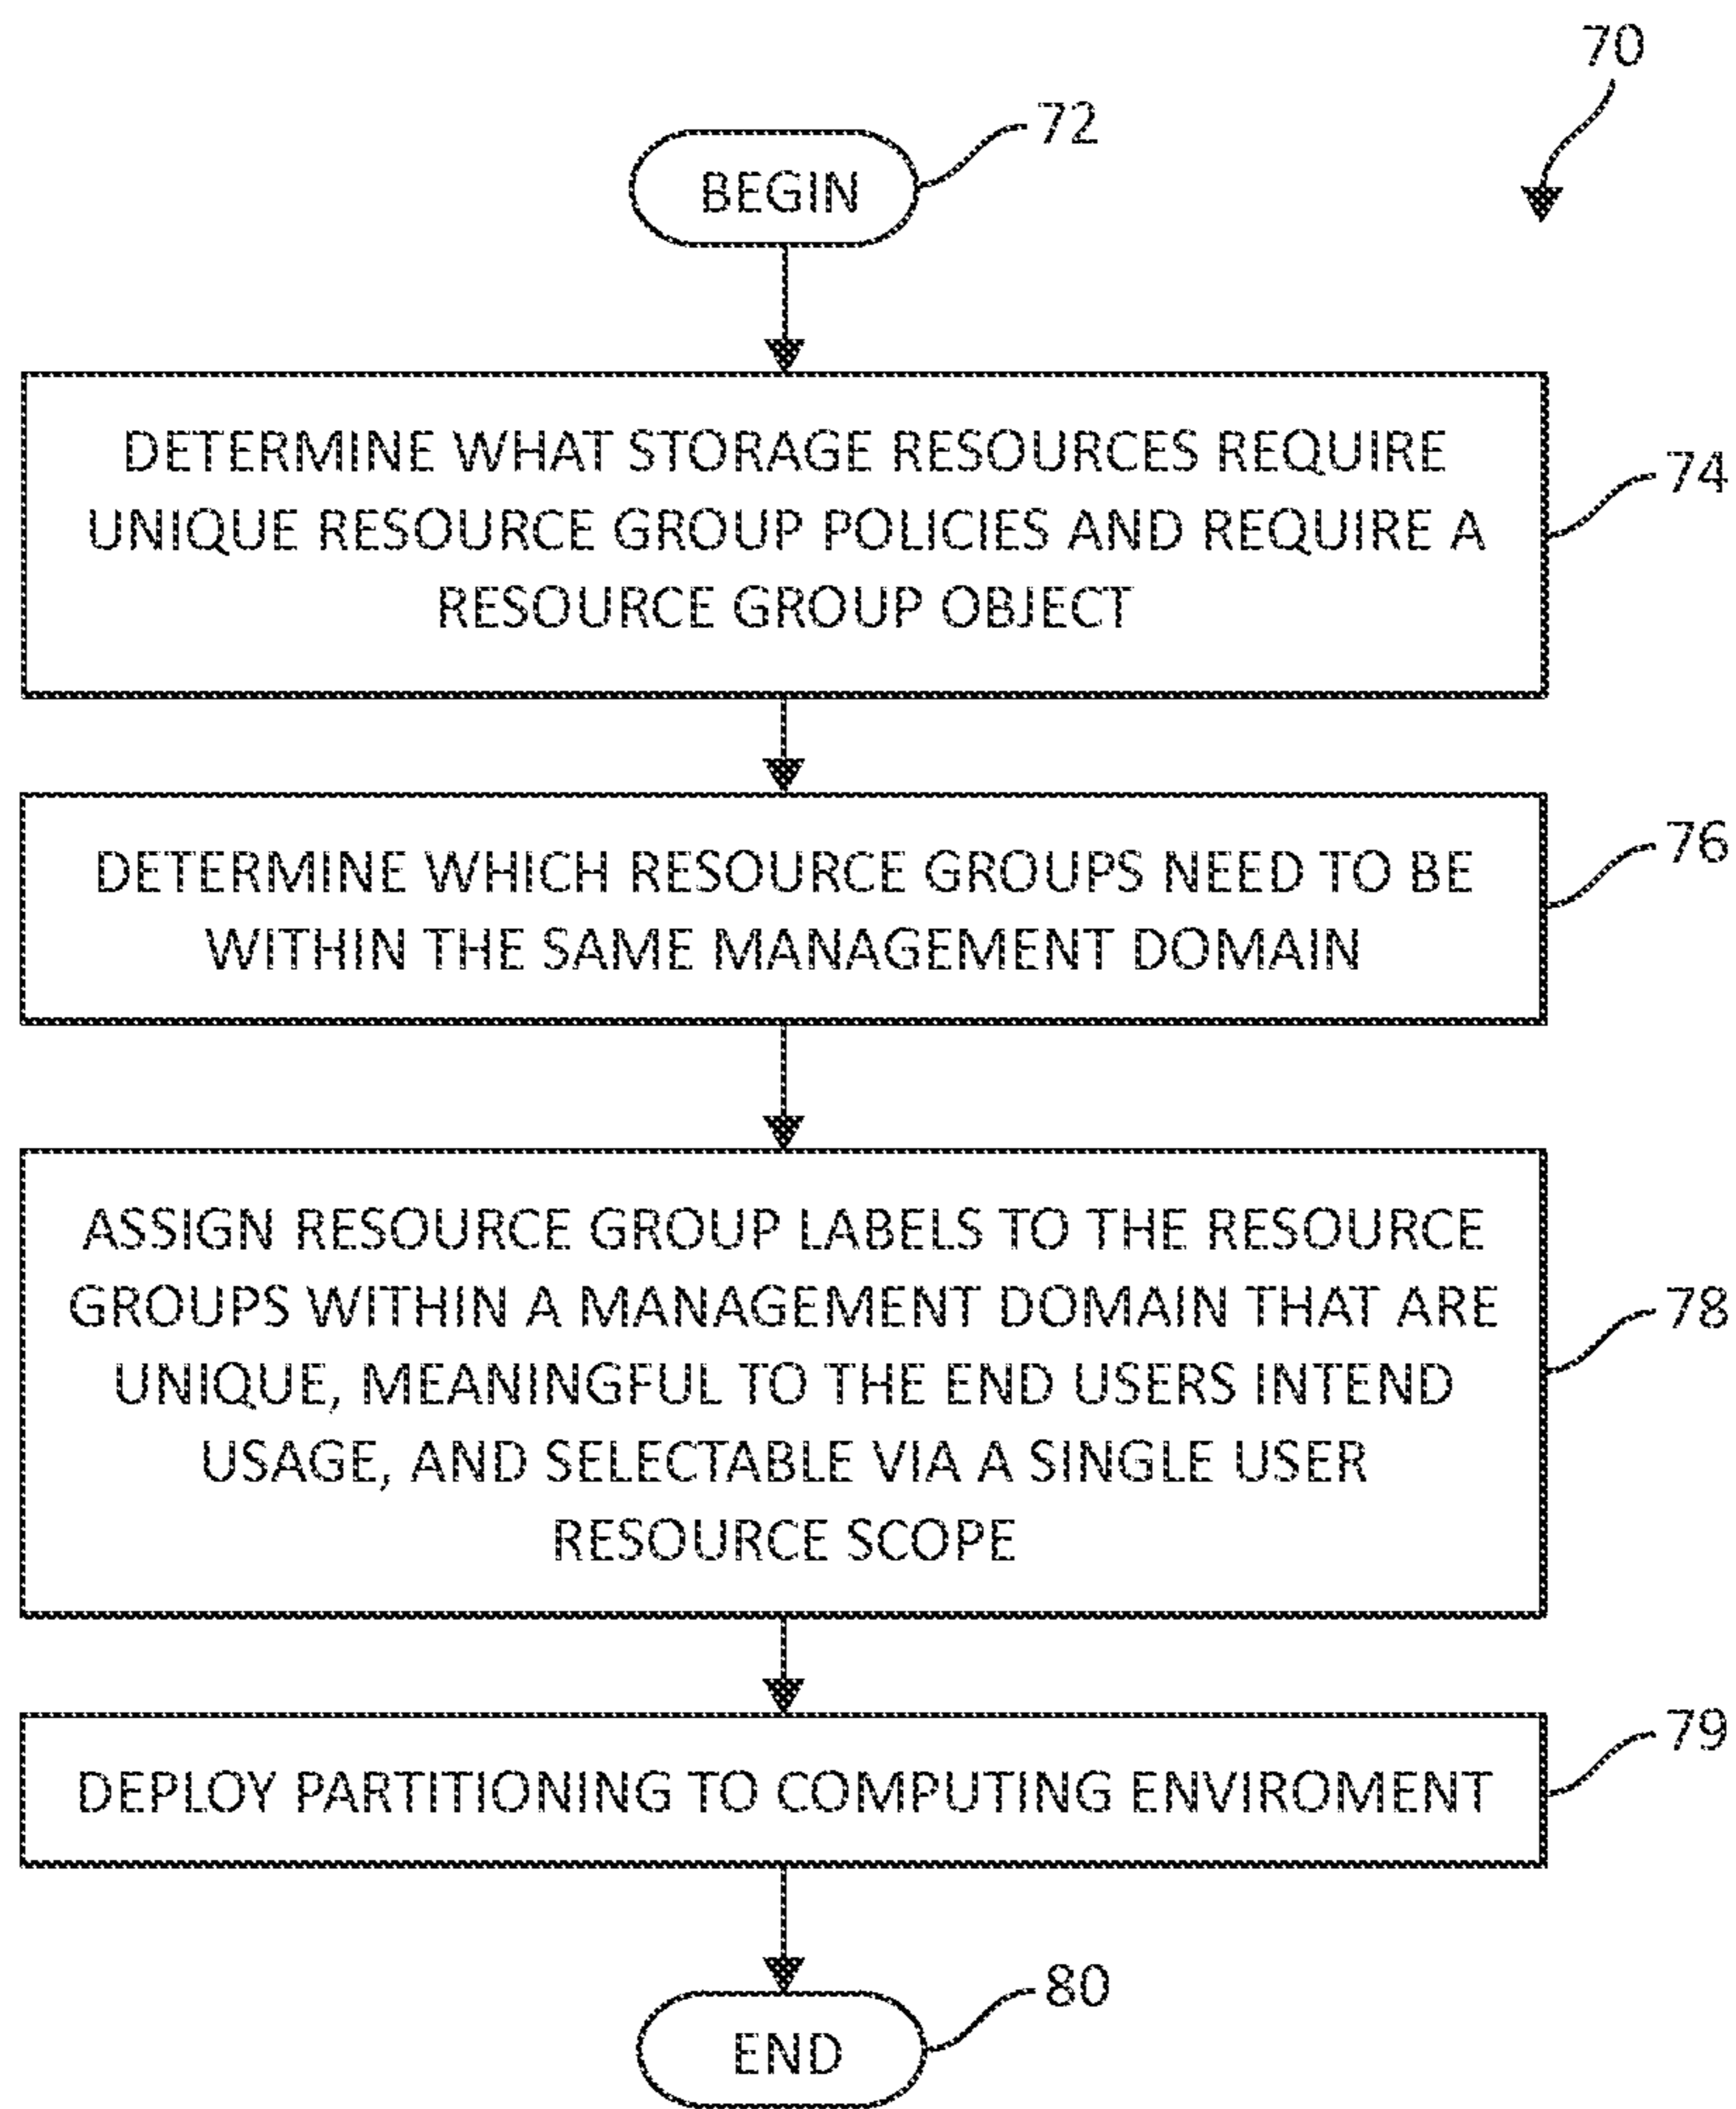 70
BEGIN
72
DETERMINE WHAT STORAGE RESOURCES REQUIRE
UNIQUE RESOURCE GROUP POLICIES AND REQUIRE A
RESOURCE GROUP OBJECT
74
DETERMINE WHICH RESOURCE GROUPS NEED TO BE
WITHIN THE SAME MANAGEMENT DOMAIN
76
ASSIGN RESOURCE GROUP LABELS TO THE RESOURCE
GROUPS WITHIN A MANAGEMENT DOMAIN THAT ARE
UNIQUE, MEANINGFUL TO THE END USERS INTEND
USAGE, AND SELECTABLE VIA A SINGLE USER
RESOURCE SCOPE
78
DEPLOY PARTITIONING TO COMPUTING ENVIROMENT
79
END
80